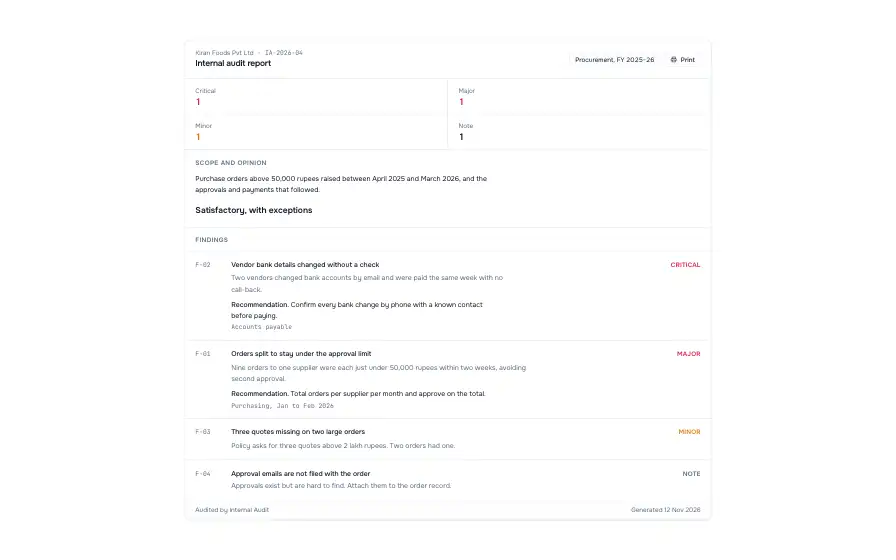 Kiran Foods Pvt Ltd · IA-2026-04
Internal audit report
Procurement, FY 2025-26
Print
Critical
1
Major
1
Minor
1
Note
1
SCOPE AND OPINION
Purchase orders above 50,000 rupees raised between April 2025 and March 2026, and the
approvals and payments that followed.
Satisfactory, with exceptions
FINDINGS
F-02 Vendor bank details changed without a check CRITICAL
Two vendors changed bank accounts by email and were paid the same week with no
call-back.
Recommendation. Confirm every bank change by phone with a known contact
before paying.
Accounts payable
F-01 Orders split to stay under the approval limit MAJOR
Nine orders to one supplier were each just under 50,000 rupees within two weeks, avoiding
second approval.
Recommendation. Total orders per supplier per month and approve on the total.
Purchasing, Jan to Feb 2026
F-03 Three quotes missing on two large orders MINOR
Policy asks for three quotes above 2 lakh rupees. Two orders had one.
F-04 Approval emails are not filed with the order NOTE
Approvals exist but are hard to find. Attach them to the order record.
Audited by Internal Audit
Generated 12 Nov 2026